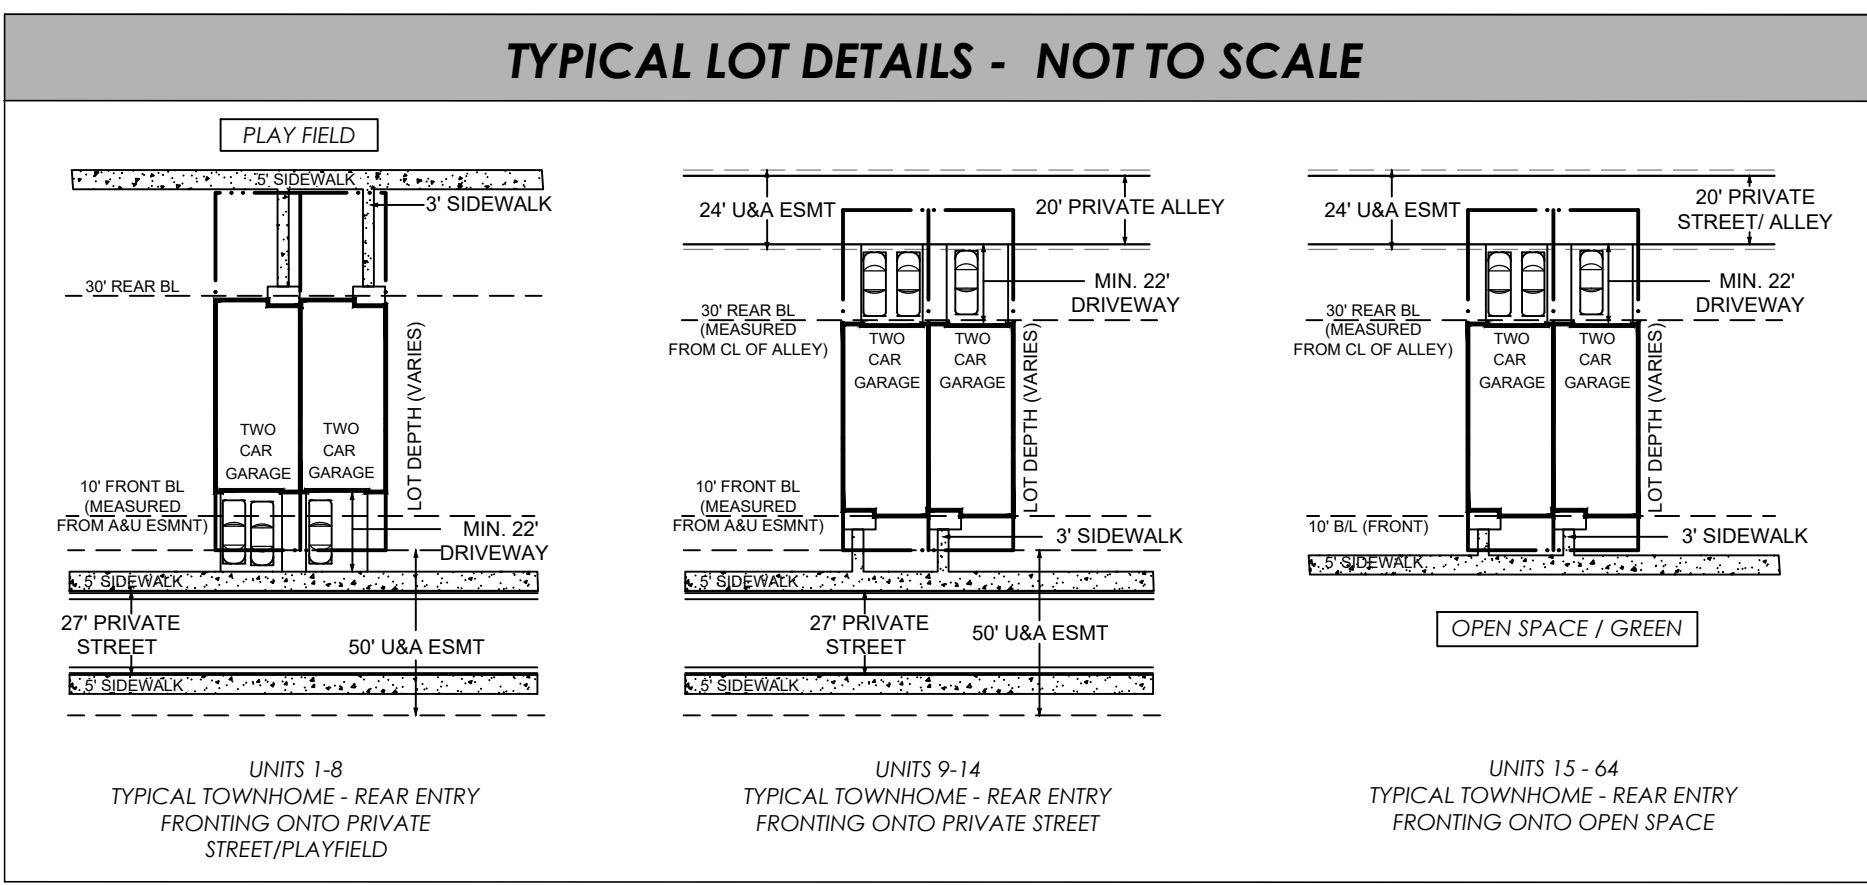 TYPICAL LOT DETAILS - NOT TO SCALE
PLAY FIELD
5' SIDEWALK
3' SIDEWALK
30' REAR BL
LOT DEPTH (VARIES)
TWO
CAR
GARAGE
TWO
CAR
GARAGE
10' FRONT BL
(MEASURED
FROM A&U ESMNT)
MIN. 22'
DRIVEWAY
5' SIDEWALK
27' PRIVATE
STREET
50' U&A ESMT
5' SIDEWALK
UNITS 1-8
TYPICAL TOWNHOME - REAR ENTRY
FRONTING ONTO PRIVATE
STREET/PLAYFIELD
24' U&A ESMT
20' PRIVATE ALLEY
MIN. 22'
DRIVEWAY
30' REAR BL
(MEASURED
FROM CL OF ALLEY)
TWO
CAR
GARAGE
TWO
CAR
GARAGE
LOT DEPTH (VARIES)
10' FRONT BL
(MEASURED
FROM A&U ESMNT)
3' SIDEWALK
5' SIDEWALK
27' PRIVATE
STREET
50' U&A ESMT
5' SIDEWALK
UNITS 9-14
TYPICAL TOWNHOME - REAR ENTRY
FRONTING ONTO PRIVATE STREET
24' U&A ESMT
20' PRIVATE
STREET/ ALLEY
MIN. 22'
DRIVEWAY
30' REAR BL
(MEASURED
FROM CL OF ALLEY)
TWO
CAR
GARAGE
TWO
CAR
GARAGE
LOT DEPTH (VARIES)
10' B/L (FRONT)
3' SIDEWALK
5' SIDEWALK
OPEN SPACE / GREEN
UNITS 15 - 64
TYPICAL TOWNHOME - REAR ENTRY
FRONTING ONTO OPEN SPACE